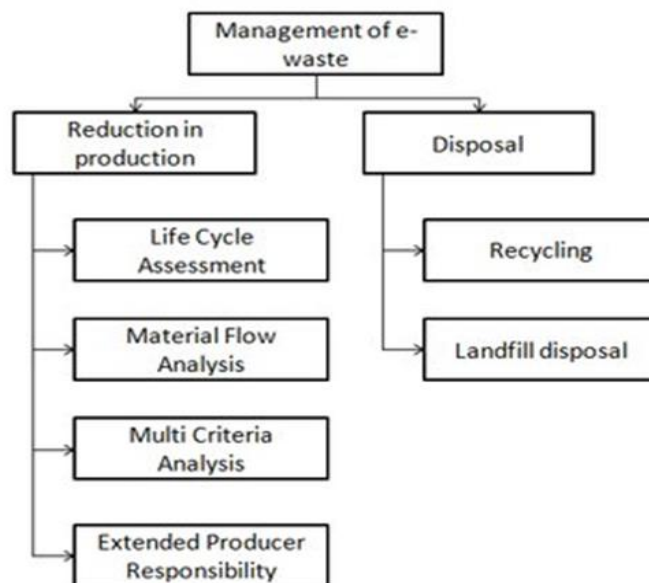 Management of e-
waste
Reduction in
production
Disposal
Life Cycle
Assessment
Recycling
Material Flow
Analysis
Landfill disposal
Multi Criteria
Analysis
Extended Producer
Responsibility